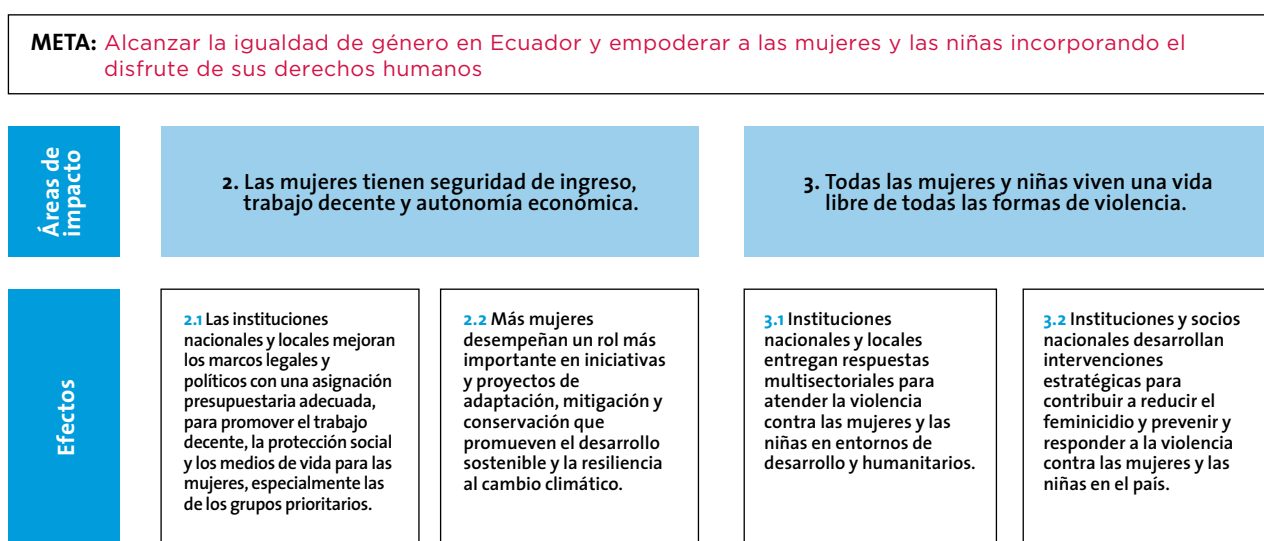 META: Alcanzar la igualdad de género en Ecuador y empoderar a las mujeres y las niñas incorporando el
disfrute de sus derechos humanos
Áreas de
impacto
2. Las mujeres tienen seguridad de ingreso,
trabajo decente y autonomía económica.
3. Todas las mujeres y niñas viven una vida
libre de todas las formas de violencia.
Efectos
2.1 Las instituciones
nacionales y locales mejoran
los marcos legales y
políticos con una asignación
presupuestaria adecuada,
para promover el trabajo
decente, la protección social
y los medios de vida para las
mujeres, especialmente las
de los grupos prioritarios.
2.2 Más mujeres
desempeñan un rol más
importante en iniciativas
y proyectos de
adaptación, mitigación y
conservación que
promueven el desarrollo
sostenible y la resiliencia
al cambio climático.
3.1 Instituciones
nacionales y locales
entregan respuestas
multisectoriales para
atender la violencia
contra las mujeres y las
niñas en entornos de
desarrollo y humanitarios.
3.2 Instituciones y socios
nacionales desarrollan
intervenciones
estratégicas para
contribuir a reducir el
feminicidio y prevenir y
responder a la violencia
contra las mujeres y las
niñas en el país.